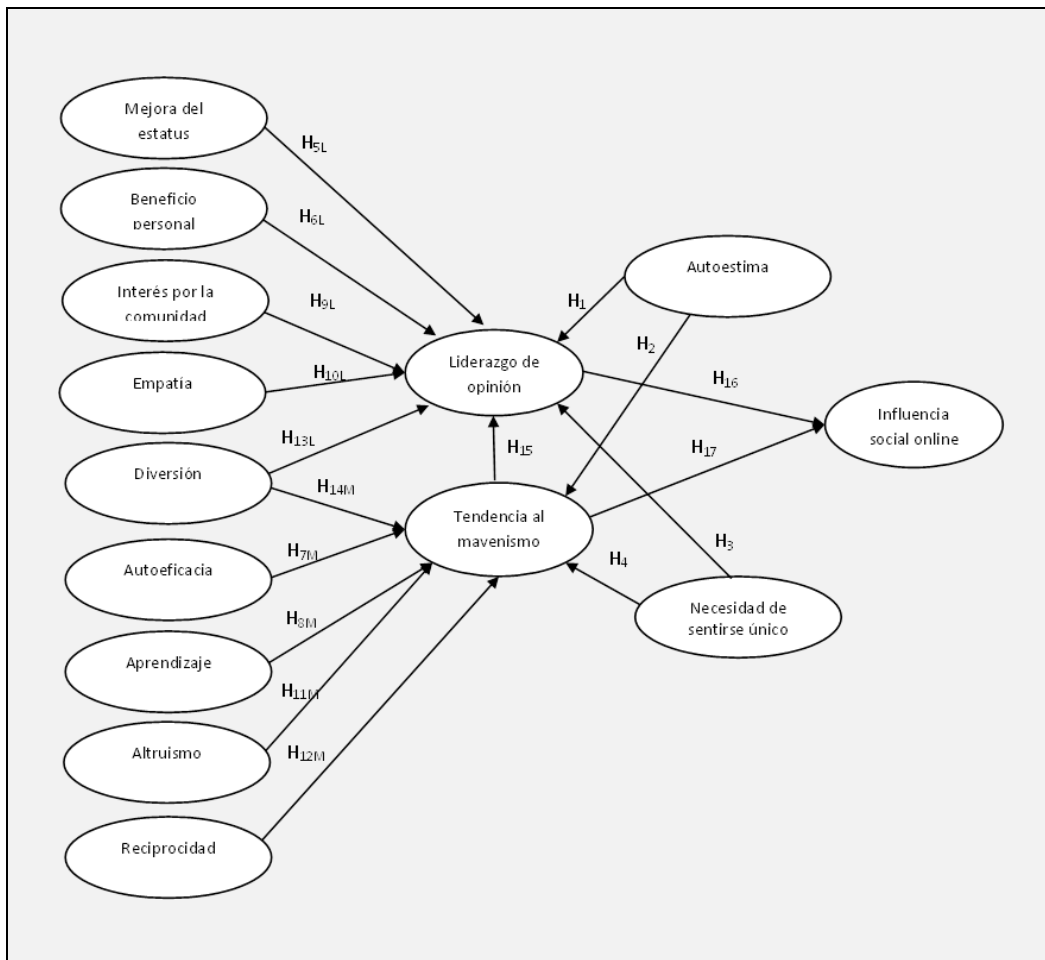 Mejora del
estatus
H5L
Beneficio
personal
H6L
Interés por la
comunidad
H9L
Empatía
H10L
Diversión
H13L
H14M
Autoeficacia
H7M
Aprendizaje
H8M
Altruismo
H11M
Reciprocidad
H12M
Liderazgo de
opinión
H15
Tendencia al
mavenismo
Autoestima
H1
H2
H16
H17
Influencia
social online
H3
H4
Necesidad de
sentirse único